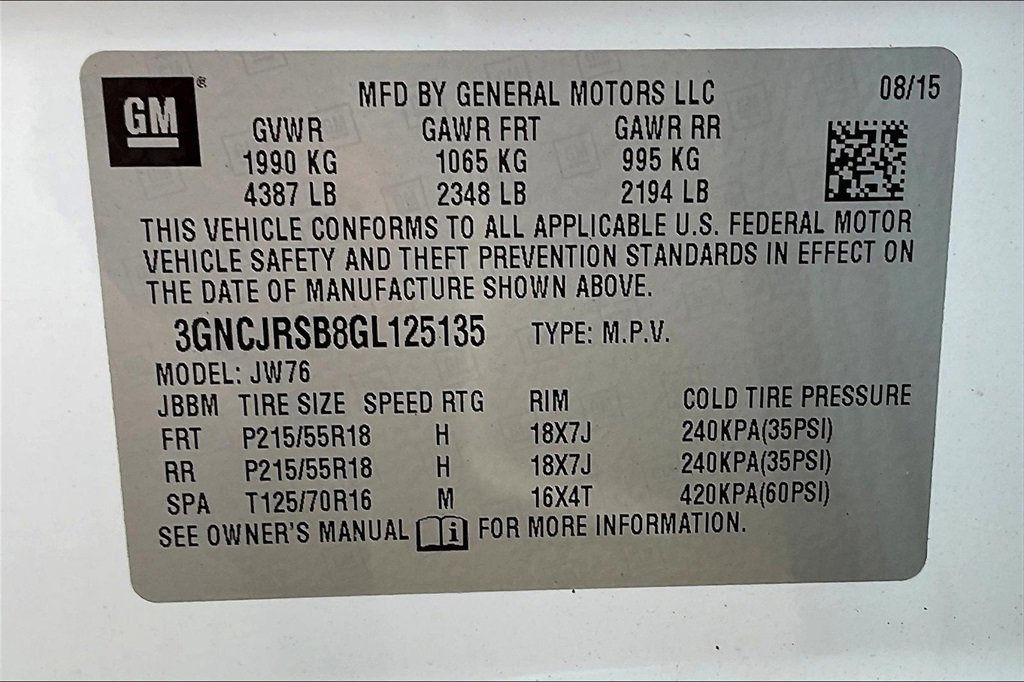 GM ® MFD BY GENERAL MOTORS LLC 08/15
GVWR GAWR FRT GAWR RR
1990 KG 1065 KG 995 KG
4387 LB 2348 LB 2194 LB
THIS VEHICLE CONFORMS TO ALL APPLICABLE U.S. FEDERAL MOTOR
VEHICLE SAFETY AND THEFT PREVENTION STANDARDS IN EFFECT ON
THE DATE OF MANUFACTURE SHOWN ABOVE.
3GNCJRSB8GL125135 TYPE: M.P.V.
MODEL: JW76
JBBM TIRE SIZE SPEED RTG RIM COLD TIRE PRESSURE
FRT P215/55R18 H 18X7J 240KPA(35PSI)
RR P215/55R18 H 18X7J 240KPA(35PSI)
SPA T125/70R16 M 16X4T 420KPA(60PSI)
SEE OWNER'S MANUAL i FOR MORE INFORMATION.